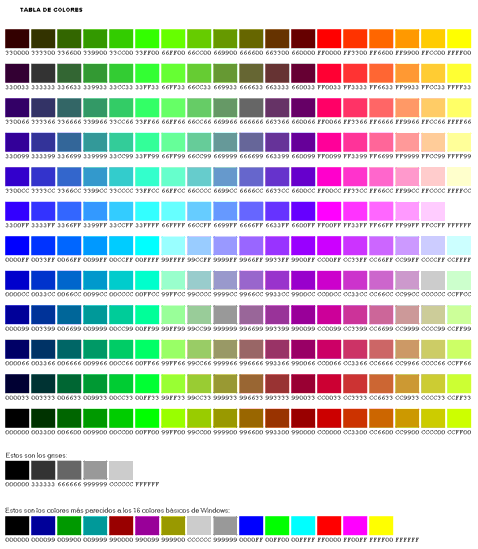 TABLA DE COLORES
330000 333300 336600 339900 33CC00 33FF00 66FF00 66CC00 669900 666600 663300 660000 FF0000 FF3300 FF6600 FF9900 FFCC00 FFFF00
330033 333333 336633 339933 33CC33 33FF33 66FF33 66CC33 669933 666633 663333 660033 FF0033 FF3333 FF6633 FF9933 FFCC33 FFFF33
330066 333366 336666 339966 33CC66 33FF66 66FF66 66CC66 669966 666666 663366 660066 FF0066 FF3366 FF6666 FF9966 FFCC66 FFFF66
330099 333399 336699 339999 33CC99 33FF99 66FF99 66CC99 669999 666699 663399 660099 FF0099 FF3399 FF6699 FF9999 FFCC99 FFFF99
3300CC 3333CC 3366CC 3399CC 33CCCC 33FFCC 66FFCC 66CCCC 6699CC 6666CC 6633CC 6600CC FF00CC FF33CC FF66CC FF99CC FFCCCC FFFFCC
3300FF 3333FF 3366FF 3399FF 33CCFF 33FFFF 66FFFF 66CCFF 6699FF 6666FF 6633FF 6600FF FF00FF FF33FF FF66FF FF99FF FFCCFF FFFFFF
0000FF 0033FF 0066FF 0099FF 00CCFF 00FFFF 99FFFF 99CCFF 9999FF 9966FF 9933FF 9900FF CC00FF CC33FF CC66FF CC99FF CCCCFF CCFFFF
0000CC 0033CC 0066CC 0099CC 00CCCC 00FFCC 99FFCC 99CCCC 9999CC 9966CC 9933CC 9900CC CC00CC CC33CC CC66CC CC99CC CCCCCC CCFFCC
000099 003399 006699 009999 00CC99 00FF99 99FF99 99CC99 999999 996699 993399 990099 CC0099 CC3399 CC6699 CC9999 CCCC99 CCFF99
000066 003366 006666 009966 00CC66 00FF66 99FF66 99CC66 999966 996666 993366 990066 CC0066 CC3366 CC6666 CC9966 CCCC66 CCFF66
000033 003333 006633 009933 00CC33 00FF33 99FF33 99CC33 999933 996633 993333 990033 CC0033 CC3333 CC6633 CC9933 CCCC33 CCFF33
000000 003300 006600 009900 00CC00 00FF00 99FF00 99CC00 999900 996600 993300 990000 CC0000 CC3300 CC6600 CC9900 CCCC00 CCFF00
Estos son los grises:
000000 333333 666666 999999 CCCCCC FFFFFF
Estos son los colores más parecidos a los 16 colores básicos de Windows:
000000 000099 009900 009999 990000 990099 999900 CCCCCC 999999 0000FF 00FF00 00FFFF FF0000 FF00FF FFFF00 FFFFFF